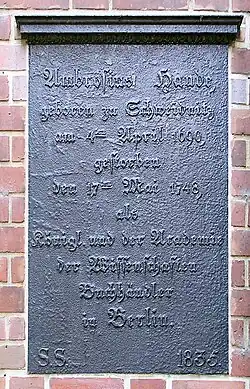 Ambrosius Haude,
geboren zu Schweidnitz
am 4ten April 1690,
gestorben
den 17ten Mai 1748,
als
Königl. und der Academie
der Wissenschaften
Buchhändler
in Berlin.
S.S. 1835